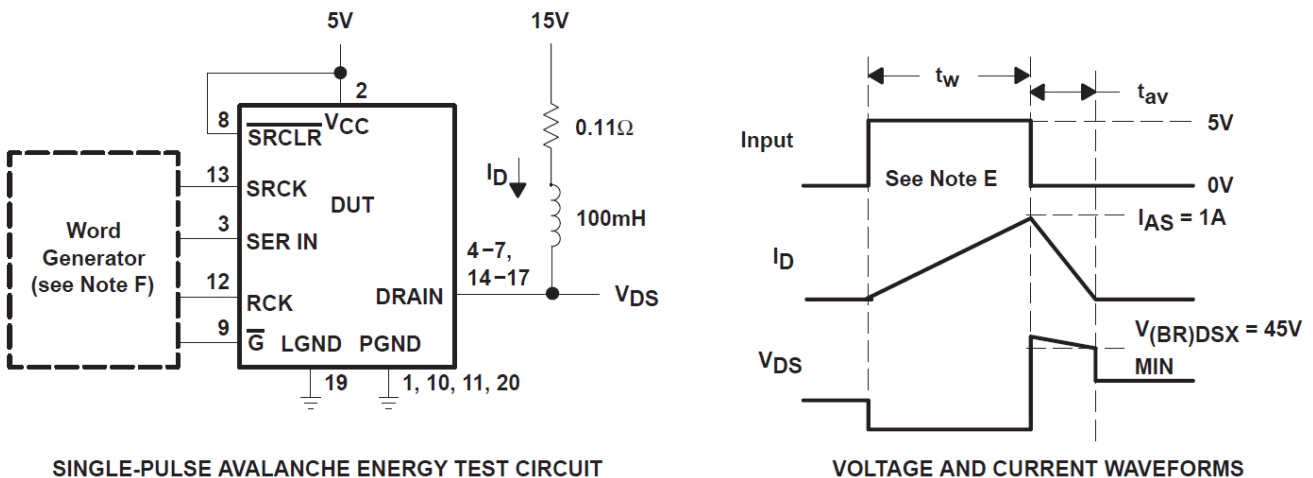 5V
15V
2
8
SRCLR
VCC
0.11Ω
ID
13
SRCK
DUT
100mH
Word
Generator
(see Note F)
3
SER IN
4–7,
14–17
12
RCK
DRAIN
VDS
9
G
LGND
PGND
19
1, 10, 11, 20
SINGLE-PULSE AVALANCHE ENERGY TEST CIRCUIT
tw
tav
Input
5V
See Note E
0V
IAS = 1A
ID
V(BR)DSX = 45V
MIN
VDS
VOLTAGE AND CURRENT WAVEFORMS